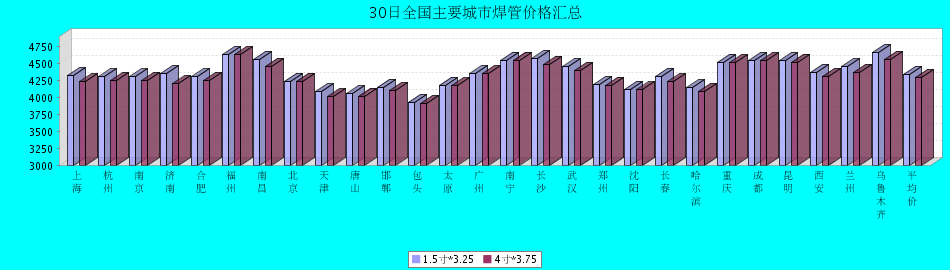 30日全国主要城市焊管价格汇总
4750
4500
4250
4000
3750
3500
3250
3000
上海
杭州
南京
济南
合肥
福州
南昌
北京
天津
唐山
邯郸
包头
太原
广州
南宁
长沙
武汉
郑州
沈阳
长春
哈尔滨
重庆
成都
昆明
西安
兰州
乌鲁木齐
平均价
1.5寸*3.25
4寸*3.75